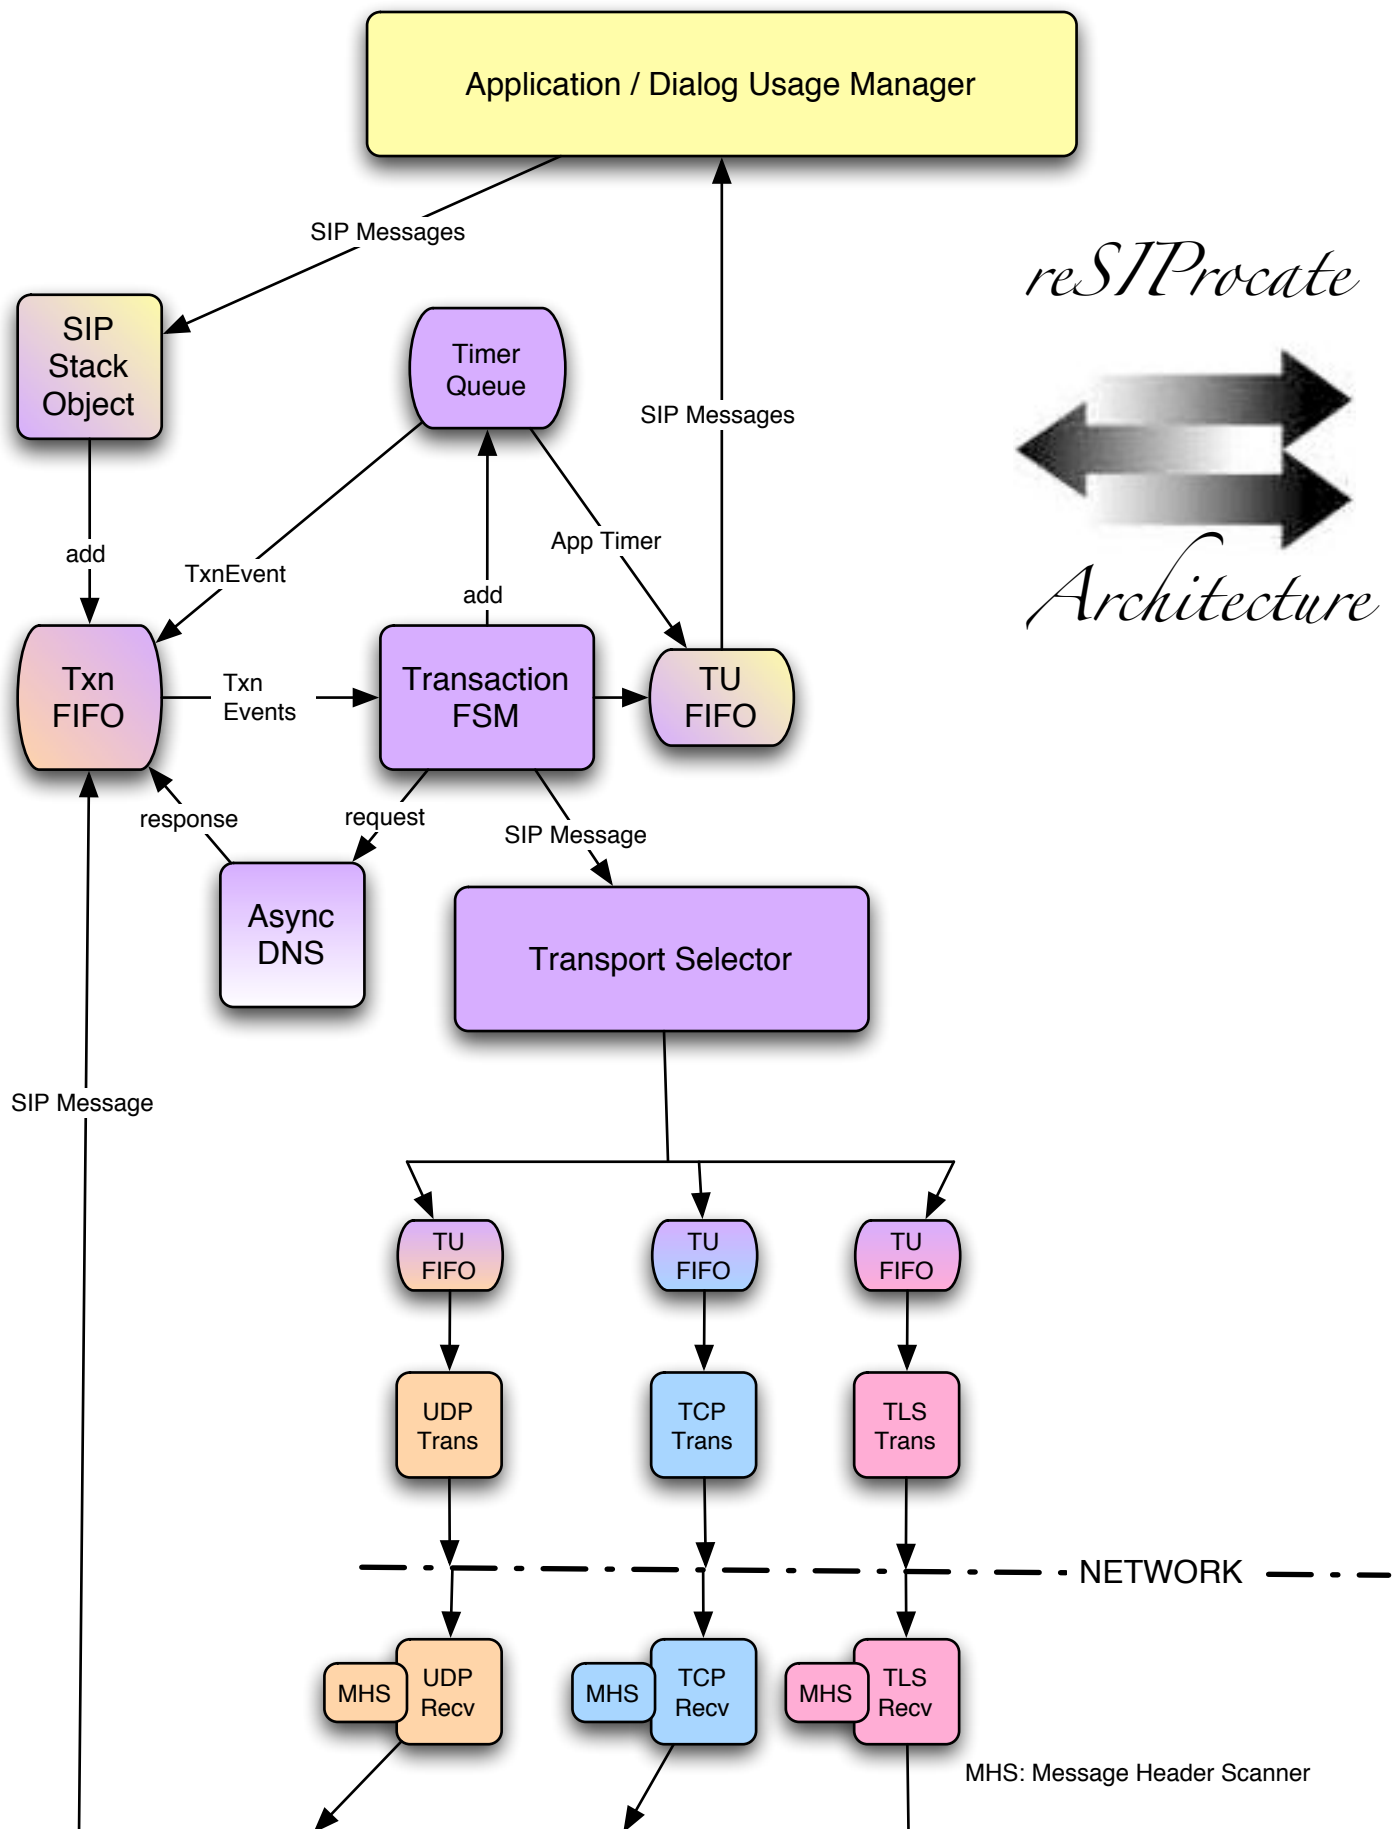 Application / Dialog Usage Manager
SIP Messages
reSIProcate
SIP
Stack
Object
Timer
Queue
SIP Messages
add
TxnEvent
App Timer
add
Architecture
Txn
FIFO
Txn
Events
Transaction
FSM
TU
FIFO
response
request
SIP Message
Async
DNS
Transport Selector
SIP Message
TU
FIFO
TU
FIFO
TU
FIFO
UDP
Trans
TCP
Trans
TLS
Trans
NETWORK
MHS
UDP
Recv
MHS
TCP
Recv
MHS
TLS
Recv
MHS: Message Header Scanner